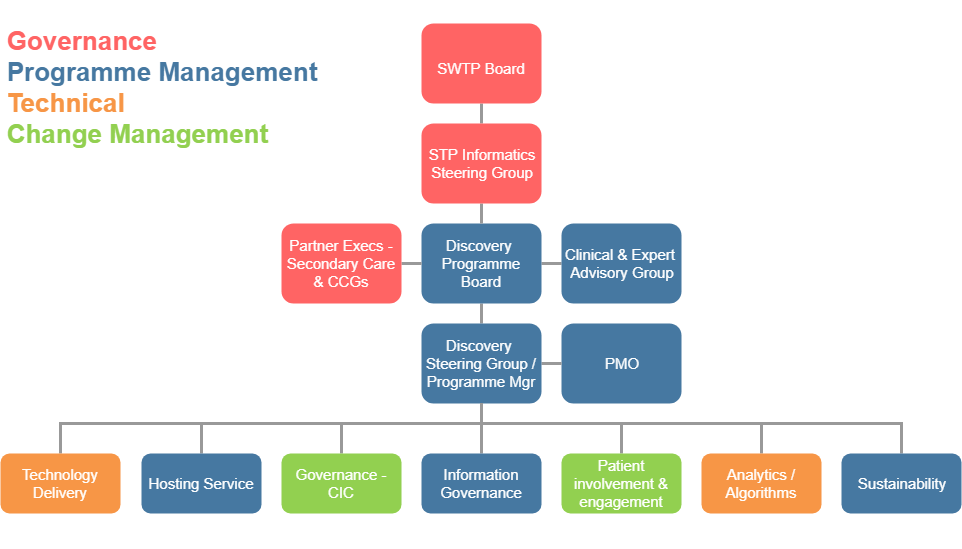 Governance
Programme Management
Technical
Change Management
SWTP Board
STP Informatics
Steering Group
Partner Execs -
Secondary Care
& CCGs
Discovery
Programme
Board
Clinical & Expert
Advisory Group
Discovery
Steering Group /
Programme Mgr
PMO
Technology
Delivery
Hosting Service
Governance -
CIC
Information
Governance
Patient
involvement &
engagement
Analytics /
Algorithms
Sustainability